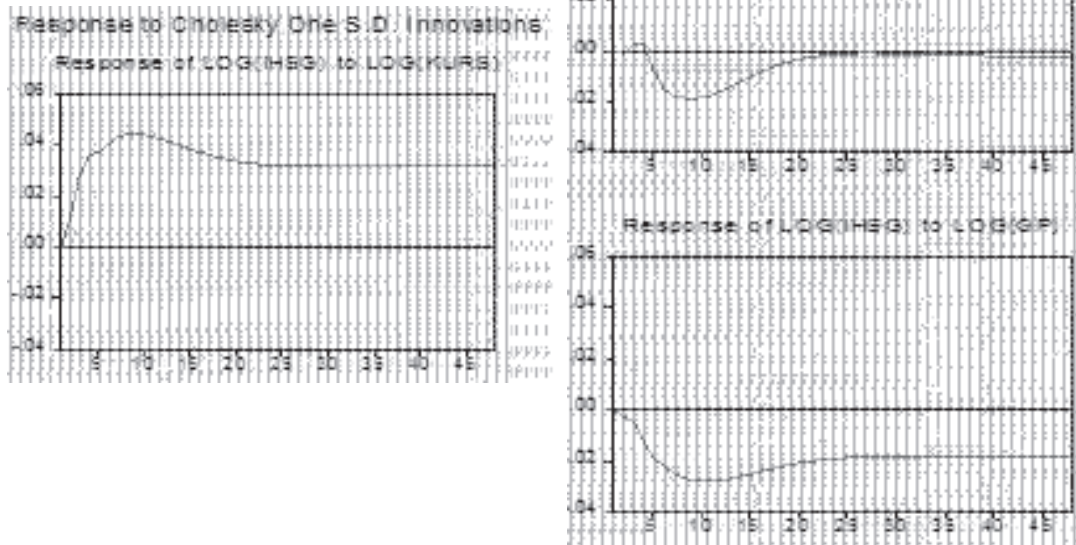 Response to Cholesky One S.D. Innovations
Response of LOG(IHSG) to LOG(KURS)
.06
.04
.02
.00
-.02
-.04
5 10 15 20 25 30 35 40 45
.00
.02
.04
5 10 15 20 25 30 35 40 45
Response of LOG(IHSG) to LOG(GIP)
.06
.04
.02
.00
.02
.04
5 10 15 20 25 30 35 40 45